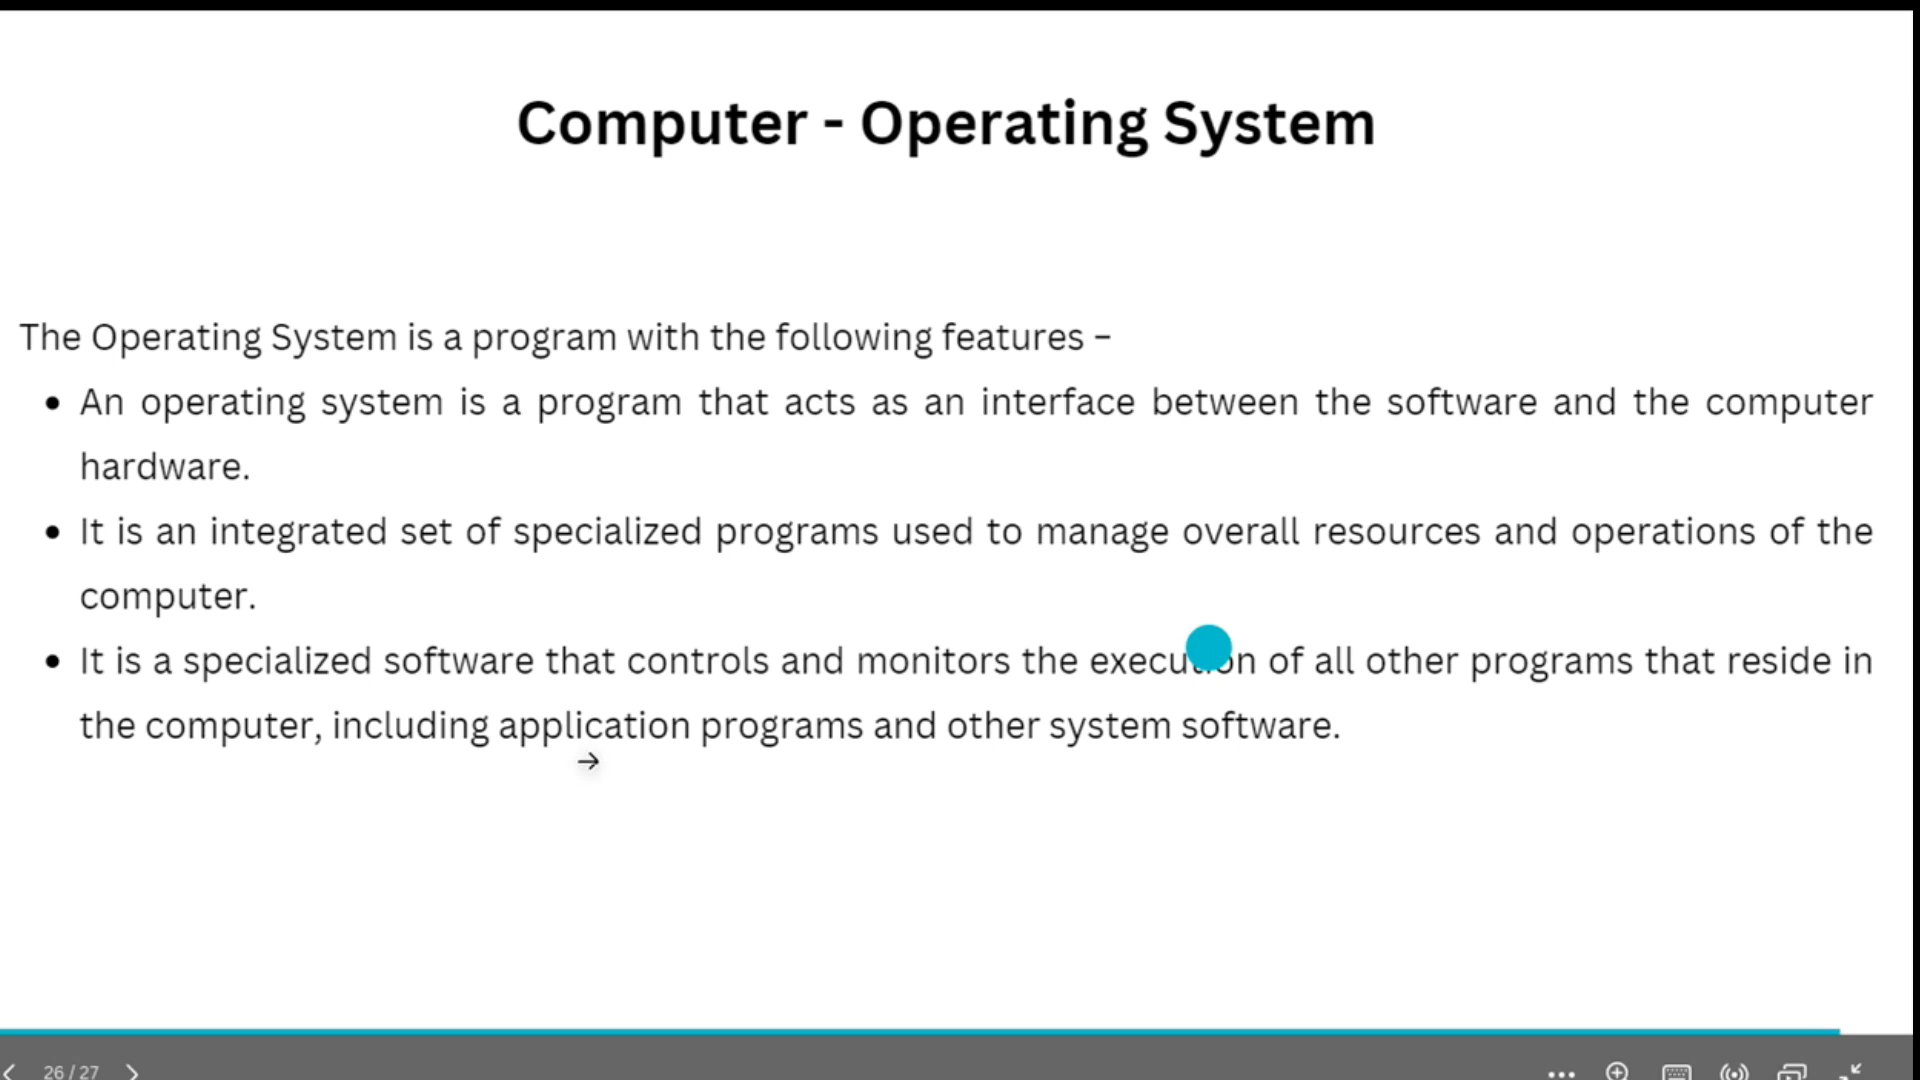 Computer - Operating System
The Operating System is a program with the following features –
• An operating system is a program that acts as an interface between the software and the computer
hardware.
• It is an integrated set of specialized programs used to manage overall resources and operations of the
computer.
• It is a specialized software that controls and monitors the execution of all other programs that reside in
the computer, including application programs and other system software.
26 / 27